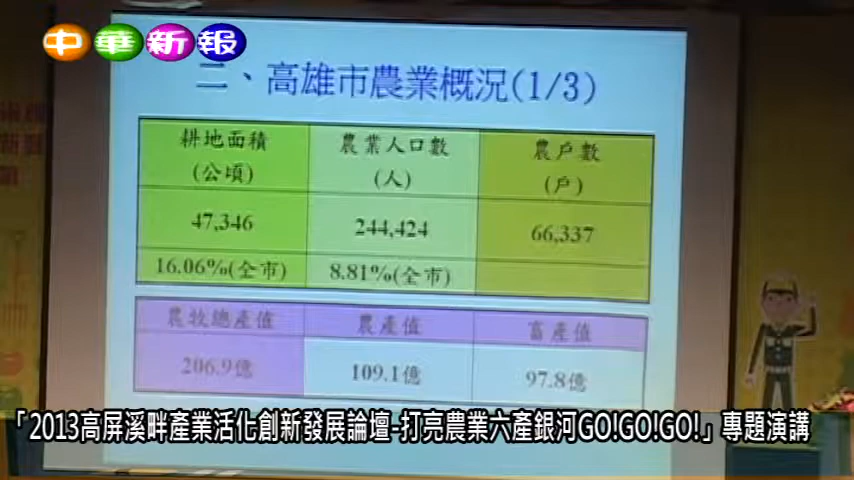 中華新報
二、高雄市農業概況(1/3)
耕地面積 農業人口數 農戶數
(公頃) (人) (戶)
47,346 244,424 66,337
16.06%(全市) 8.81%(全市)
農牧總產值 農產值 畜產值
206.9億 109.1億 97.8億
「2013高屏溪畔產業活化創新發展論壇-打亮農業六產銀河GO!GO!GO!」專題演講